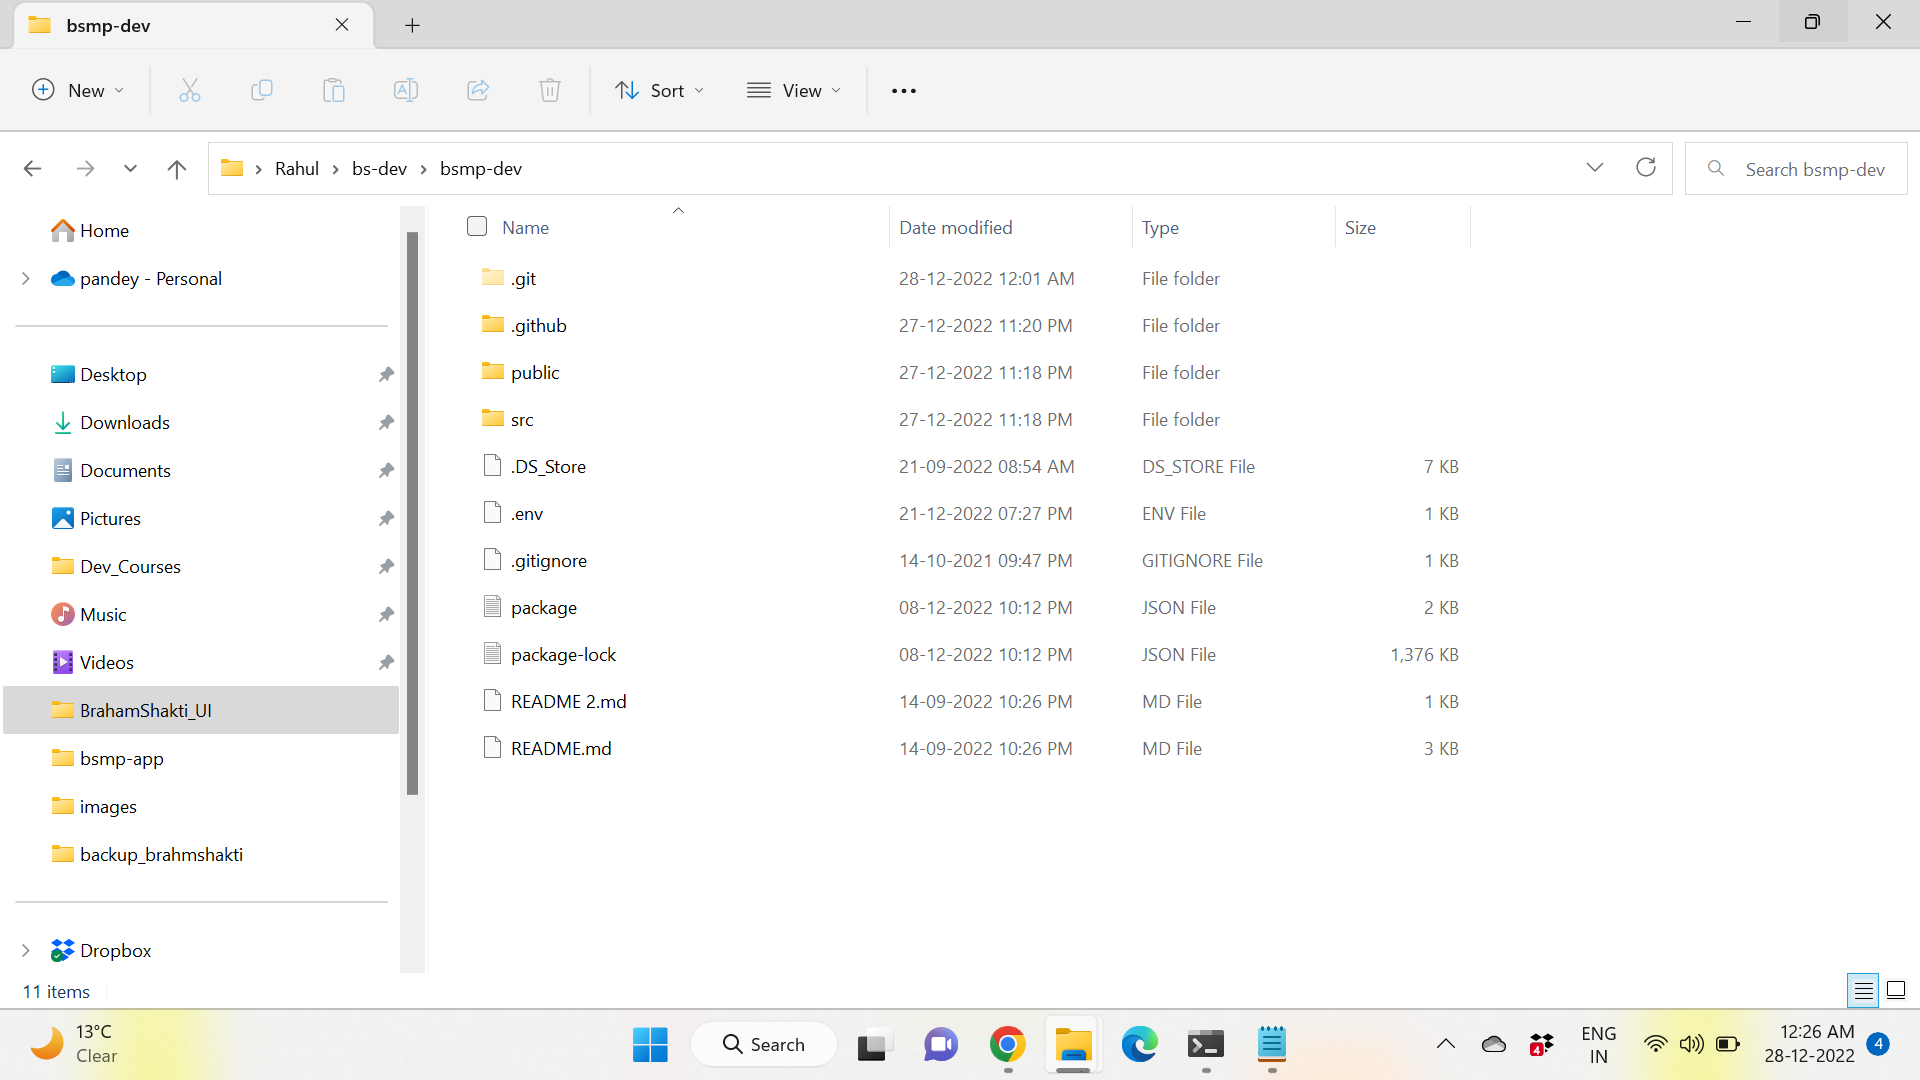 bsmp-dev
New
Sort
View
Rahul > bs-dev > bsmp-dev
Search bsmp-dev
Home
pandey - Personal
Desktop
Downloads
Documents
Pictures
Dev_Courses
Music
Videos
BrahamShakti_UI
bsmp-app
images
backup_brahmshakti
Dropbox
Name Date modified Type Size
.git 28-12-2022 12:01 AM File folder
.github 27-12-2022 11:20 PM File folder
public 27-12-2022 11:18 PM File folder
src 27-12-2022 11:18 PM File folder
.DS_Store 21-09-2022 08:54 AM DS_STORE File 7 KB
.env 21-12-2022 07:27 PM ENV File 1 KB
.gitignore 14-10-2021 09:47 PM GITIGNORE File 1 KB
package 08-12-2022 10:12 PM JSON File 2 KB
package-lock 08-12-2022 10:12 PM JSON File 1,376 KB
README 2.md 14-09-2022 10:26 PM MD File 1 KB
README.md 14-09-2022 10:26 PM MD File 3 KB
11 items
13°C
Clear
Search
4
ENG
IN
12:26 AM
28-12-2022
4